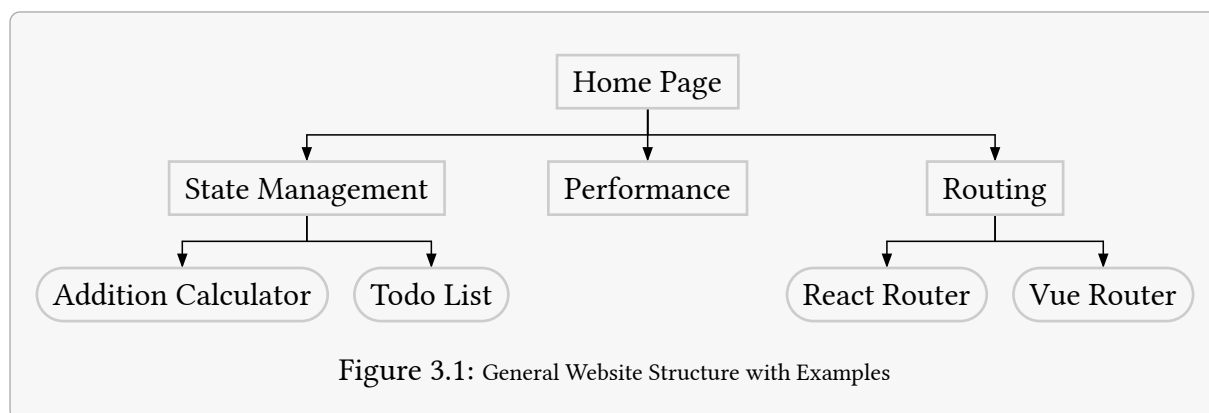 Home Page
State Management Performance Routing
Addition Calculator Todo List React Router Vue Router
Figure 3.1: General Website Structure with Examples